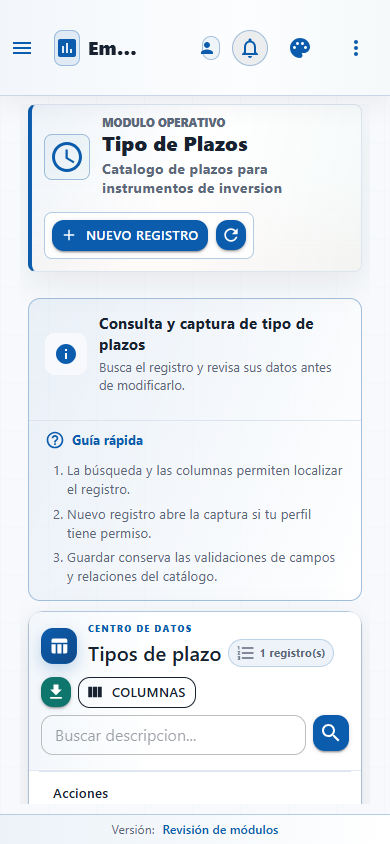 Em...
MODULO OPERATIVO
Tipo de Plazos
Catalogo de plazos para
instrumentos de inversion
NUEVO REGISTRO
Consulta y captura de tipo de
plazos
Busca el registro y revisa sus datos antes
de modificarlo.
Guía rápida
1. La búsqueda y las columnas permiten localizar
el registro.
2. Nuevo registro abre la captura si tu perfil
tiene permiso.
3. Guardar conserva las validaciones de campos
y relaciones del catálogo.
CENTRO DE DATOS
Tipos de plazo
1 registro(s)
COLUMNAS
Buscar descripcion...
Acciones
Versión: Revisión de módulos